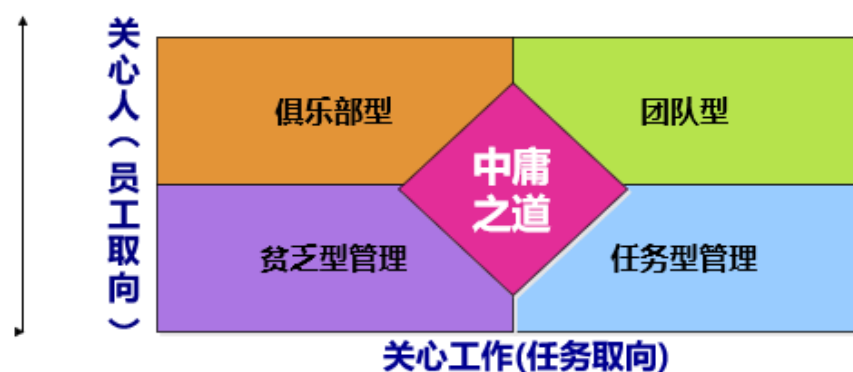 关心人（员工取向）
俱乐部型
团队型
中庸
之道
贫乏型管理
任务型管理
关心工作(任务取向)